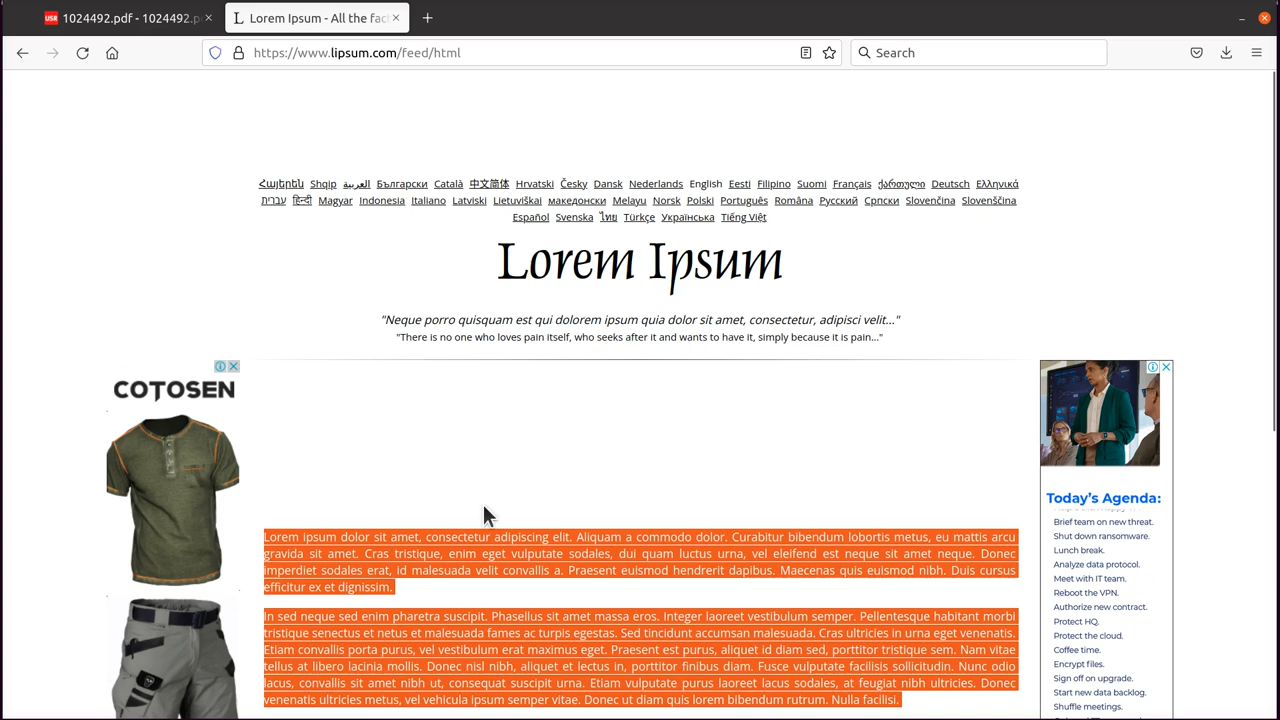 USB 1024492.pdf - 1024492.p
Lorem Ipsum - All the fac
https://www.lipsum.com/feed/html
Search
Հայերեն Shqip العربية Български Català 中文简体 Hrvatski Česky Dansk Nederlands English Eesti Filipino Suomi Français ქართული Deutsch Ελληνικά
עברית हिन्दी Magyar Indonesia Italiano Latviski Lietuviškai македонски Melayu Norsk Polski Português Româna Русский Српски Slovenčina Slovenščina
Español Svenska ไทย Türkçe Українська Tiếng Việt
Lorem Ipsum
"Neque porro quisquam est qui dolorem ipsum quia dolor sit amet, consectetur, adipisci velit..."
"There is no one who loves pain itself, who seeks after it and wants to have it, simply because it is pain..."
COTOSEN
Lorem ipsum dolor sit amet, consectetur adipiscing elit. Aliquam a commodo dolor. Curabitur bibendum lobortis metus, eu mattis arcu
gravida sit amet. Cras tristique, enim eget vulputate sodales, dui quam luctus urna, vel eleifend est neque sit amet neque. Donec
imperdiet sodales erat, id malesuada velit convallis a. Praesent euismod hendrerit dapibus. Maecenas quis euismod nibh. Duis cursus
efficitur ex et dignissim.
In sed neque sed enim pharetra suscipit. Phasellus sit amet massa eros. Integer laoreet vestibulum semper. Pellentesque habitant morbi
tristique senectus et netus et malesuada fames ac turpis egestas. Sed tincidunt accumsan malesuada. Cras ultricies in urna eget venenatis.
Etiam convallis porta purus, vel vestibulum erat maximus eget. Praesent est purus, aliquet id diam sed, porttitor tristique sem. Nam vitae
tellus at libero lacinia mollis. Donec nisl nibh, aliquet et lectus in, porttitor finibus diam. Fusce vulputate facilisis sollicitudin. Nunc odio
lacus, convallis sit amet nibh ut, consequat suscipit urna. Etiam vulputate purus laoreet lacus sodales, at feugiat nibh ultricies. Donec
venenatis ultricies metus, vel vehicula ipsum semper vitae. Donec ut diam quis lorem bibendum rutrum. Nulla facilisi.
Today's Agenda:
Brief team on new threat.
Shut down ransomware.
Lunch break.
Analyze data protocol.
Meet with IT team.
Reboot the VPN.
Authorize new contract.
Protect HQ.
Protect the cloud.
Coffee time.
Encrypt files.
Sign off on upgrade.
Start new data backlog.
Shuffle meetings.